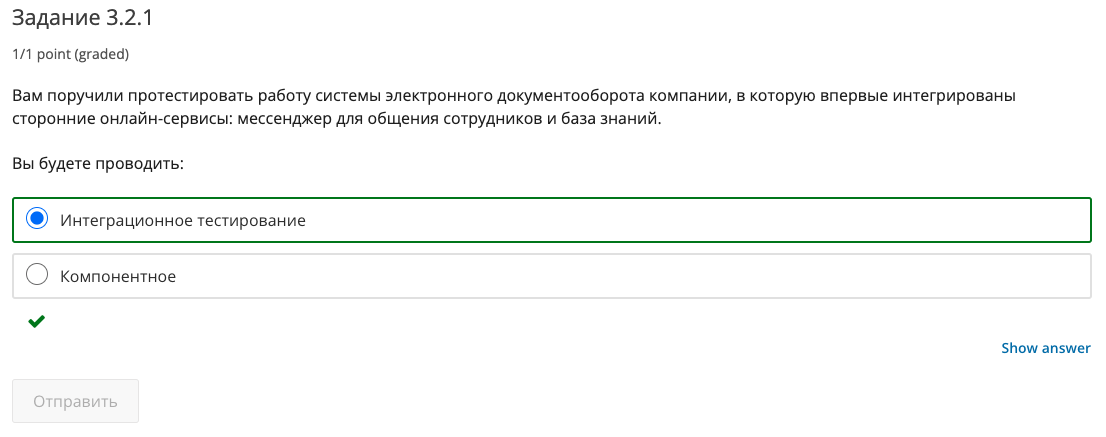 Задание 3.2.1
1/1 point (graded)
Вам поручили протестировать работу системы электронного документооборота компании, в которую впервые интегрированы
сторонние онлайн-сервисы: мессенджер для общения сотрудников и база знаний.
Вы будете проводить:
Интеграционное тестирование
Компонентное
Show answer
Отправить